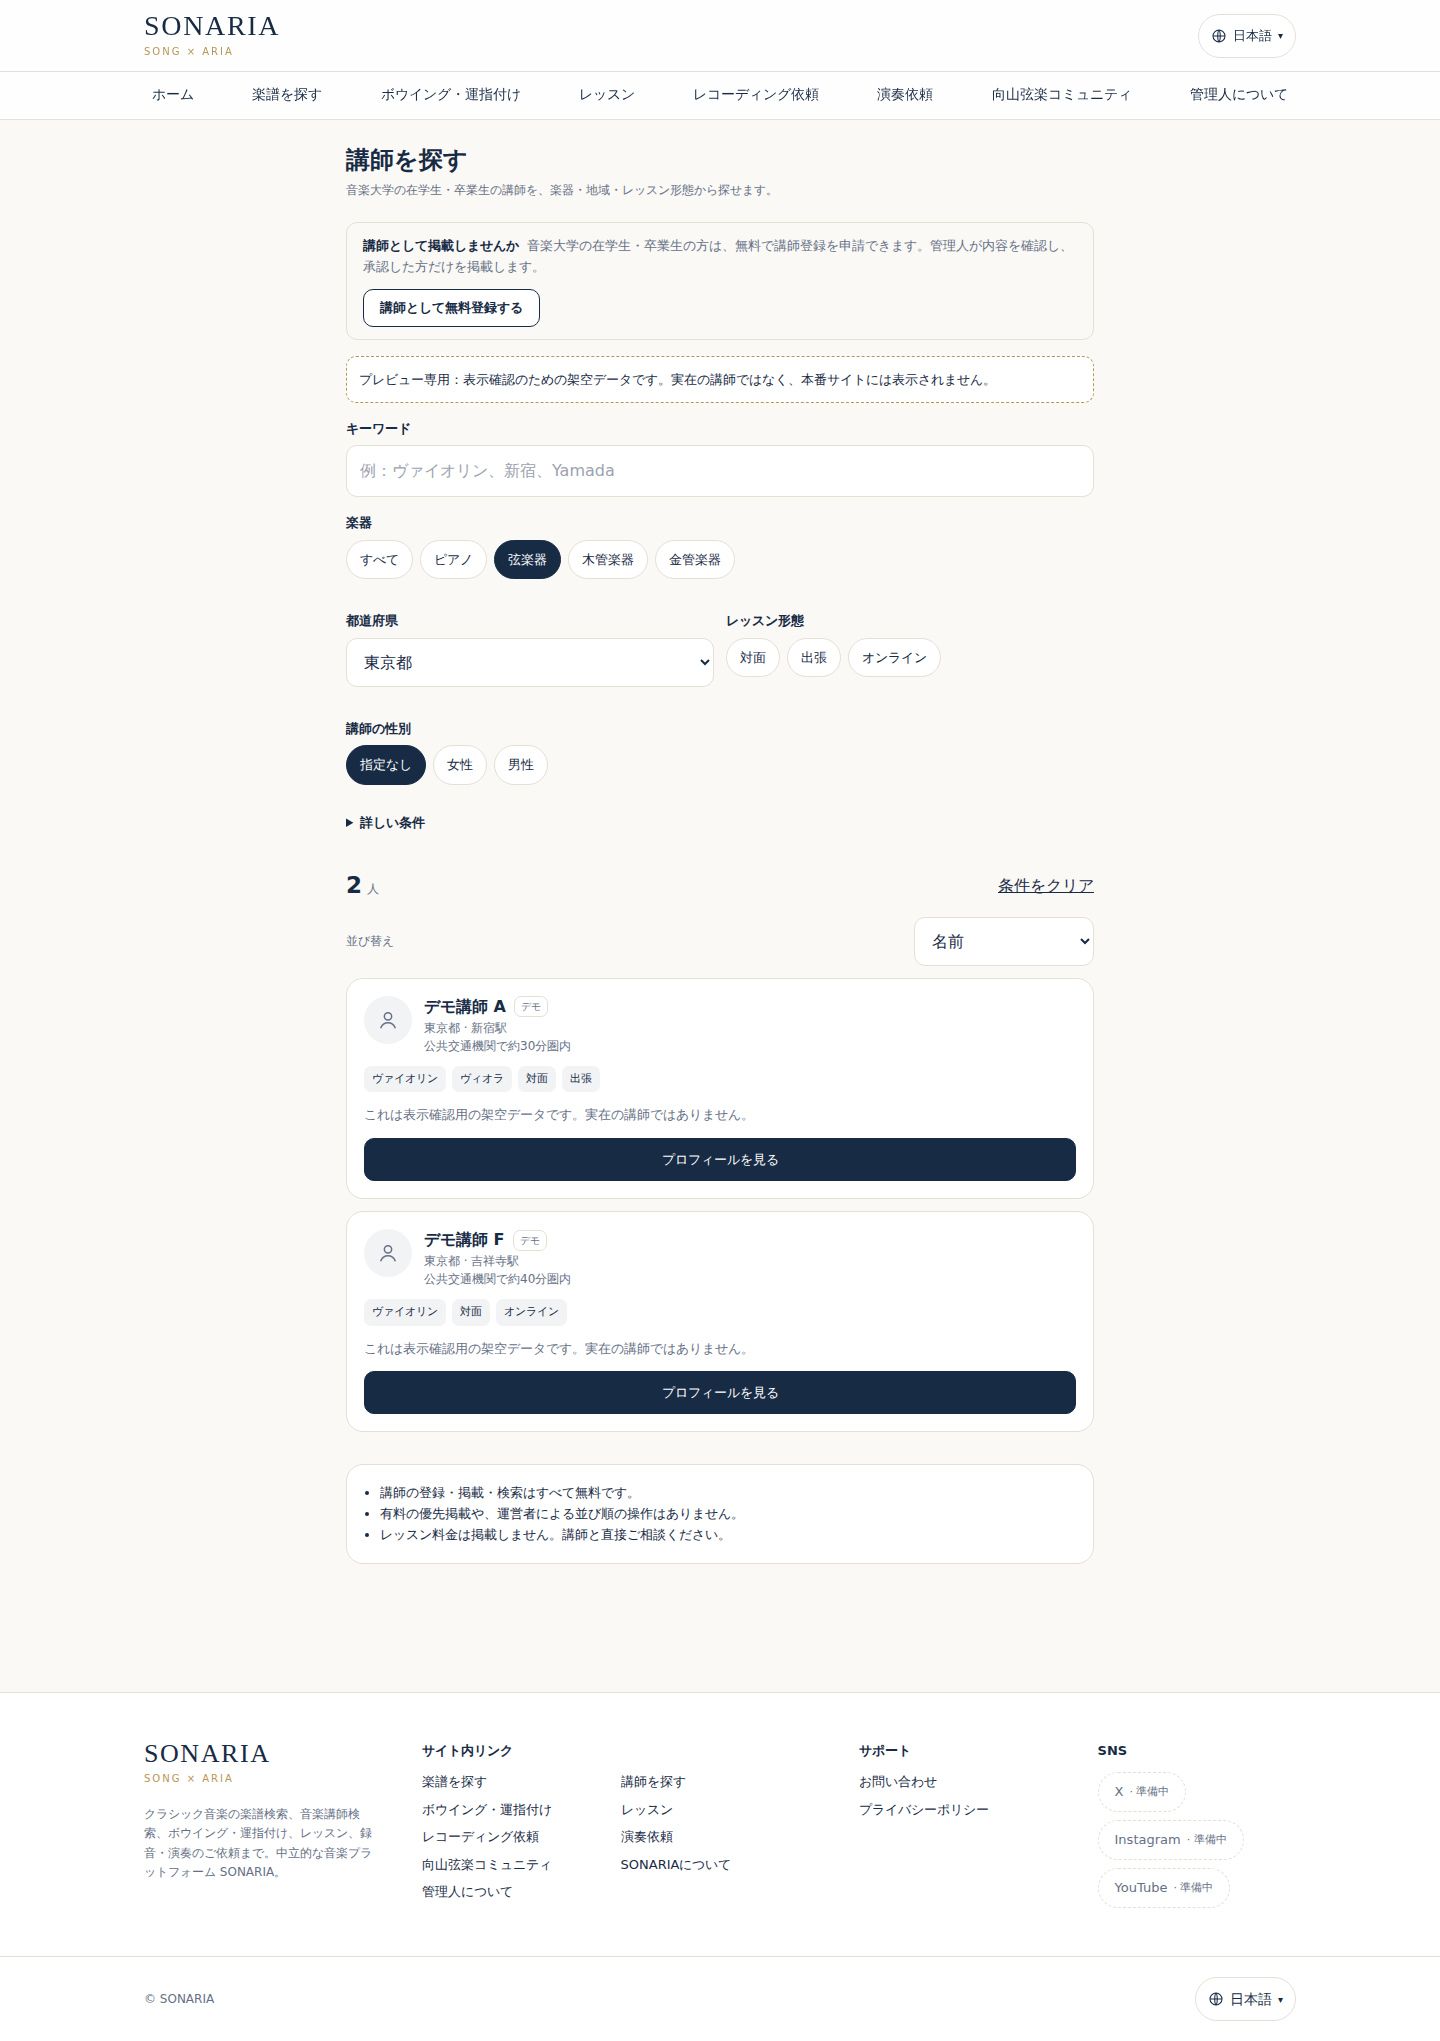 SONARIA
SONG × ARIA
日本語 ▾
ホーム 楽譜を探す ボウイング・運指付け レッスン レコーディング依頼 演奏依頼 向山弦楽コミュニティ 管理人について
講師を探す
音楽大学の在学生・卒業生の講師を、楽器・地域・レッスン形態から探せます。
講師として掲載しませんか 音楽大学の在学生・卒業生の方は、無料で講師登録を申請できます。管理人が内容を確認し、
承認した方だけを掲載します。
講師として無料登録する
プレビュー専用：表示確認のための架空データです。実在の講師ではなく、本番サイトには表示されません。
キーワード
例：ヴァイオリン、新宿、Yamada
楽器
すべて ピアノ 弦楽器 木管楽器 金管楽器
都道府県 レッスン形態
東京都 対面 出張 オンライン
講師の性別
指定なし 女性 男性
▶ 詳しい条件
2 人 条件をクリア
並び替え 名前
デモ講師 A デモ
東京都 · 新宿駅
公共交通機関で約30分圏内
ヴァイオリン ヴィオラ 対面 出張
これは表示確認用の架空データです。実在の講師ではありません。
プロフィールを見る
デモ講師 F デモ
東京都 · 吉祥寺駅
公共交通機関で約40分圏内
ヴァイオリン 対面 オンライン
これは表示確認用の架空データです。実在の講師ではありません。
プロフィールを見る
• 講師の登録・掲載・検索はすべて無料です。
• 有料の優先掲載や、運営者による並び順の操作はありません。
• レッスン料金は掲載しません。講師と直接ご相談ください。
SONARIA
SONG × ARIA
クラシック音楽の楽譜検索、音楽講師検
索、ボウイング・運指付け、レッスン、録
音・演奏のご依頼まで。中立的な音楽プラ
ットフォーム SONARIA。
サイト内リンク
楽譜を探す 講師を探す
ボウイング・運指付け レッスン
レコーディング依頼 演奏依頼
向山弦楽コミュニティ SONARIAについて
管理人について
サポート
お問い合わせ
プライバシーポリシー
SNS
X · 準備中
Instagram · 準備中
YouTube · 準備中
© SONARIA
日本語 ▾